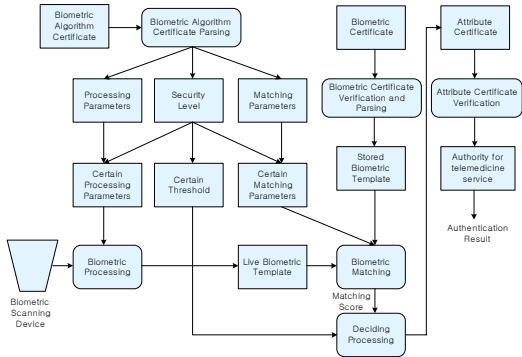 Biometric
Algorithm
Certificate
Biometric Algorithm
Certificate Parsing
Biometric
Certificate
Attribute
Certificate
Processing
Parameters
Security
Level
Matching
Parameters
Biometric Certificate
Verification and
Parsing
Attribute Certificate
Verification
Certain
Processing
Parameters
Certain
Threshold
Certain
Matching
Parameters
Stored
Biometric
Template
Authority for
telemedicine
service
Authentication
Result
Biometric
Scanning
Device
Biometric
Processing
Live Biometric
Template
Biometric
Matching
Matching
Score
Deciding
Processing